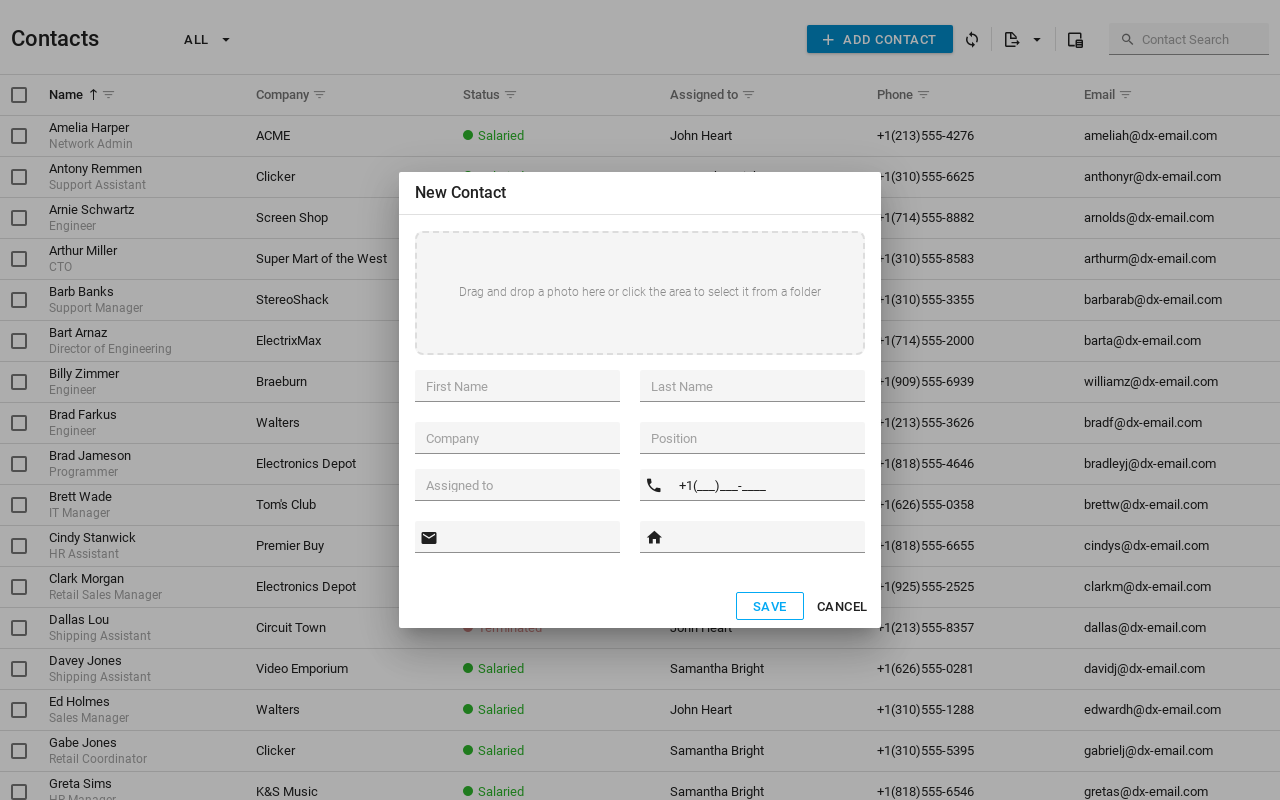 Contacts
ALL
ADD CONTACT
Contact Search
Name
Company
Status
Assigned to
Phone
Email
Amelia Harper
Network Admin
ACME
Salaried
John Heart
+1(213)555-4276
ameliah@dx-email.com
Antony Remmen
Support Assistant
Clicker
+1(310)555-6625
anthonyr@dx-email.com
Arnie Schwartz
Engineer
Screen Shop
+1(714)555-8882
arnolds@dx-email.com
Arthur Miller
CTO
Super Mart of the West
+1(310)555-8583
arthurm@dx-email.com
Barb Banks
Support Manager
StereoShack
+1(310)555-3355
barbarab@dx-email.com
Bart Arnaz
Director of Engineering
ElectrixMax
+1(714)555-2000
barta@dx-email.com
Billy Zimmer
Engineer
Braeburn
+1(909)555-6939
williamz@dx-email.com
Brad Farkus
Engineer
Walters
+1(213)555-3626
bradf@dx-email.com
Brad Jameson
Programmer
Electronics Depot
+1(818)555-4646
bradleyj@dx-email.com
Brett Wade
IT Manager
Tom's Club
+1(626)555-0358
brettw@dx-email.com
Cindy Stanwick
HR Assistant
Premier Buy
+1(818)555-6655
cindys@dx-email.com
Clark Morgan
Retail Sales Manager
Electronics Depot
+1(925)555-2525
clarkm@dx-email.com
Dallas Lou
Shipping Assistant
Circuit Town
Terminated
John Heart
+1(213)555-8357
dallas@dx-email.com
Davey Jones
Shipping Assistant
Video Emporium
Salaried
Samantha Bright
+1(626)555-0281
davidj@dx-email.com
Ed Holmes
Sales Manager
Walters
Salaried
John Heart
+1(310)555-1288
edwardh@dx-email.com
Gabe Jones
Retail Coordinator
Clicker
Salaried
Samantha Bright
+1(310)555-5395
gabrielj@dx-email.com
Greta Sims
HR Manager
K&S Music
Salaried
Samantha Bright
+1(818)555-6546
gretas@dx-email.com
New Contact
Drag and drop a photo here or click the area to select it from a folder
First Name
Last Name
Company
Position
Assigned to
+1(___)___-____
SAVE
CANCEL